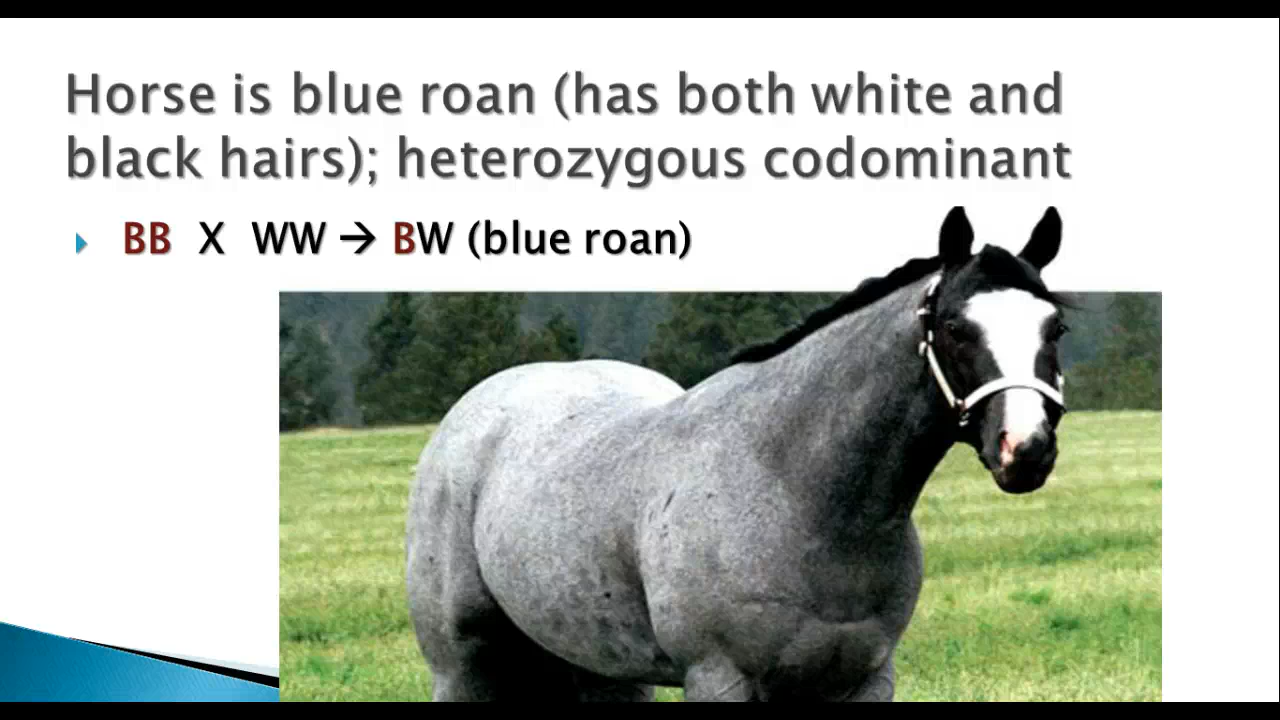 Horse is blue roan (has both white and
black hairs); heterozygous codominant
BB X WW → BW (blue roan)